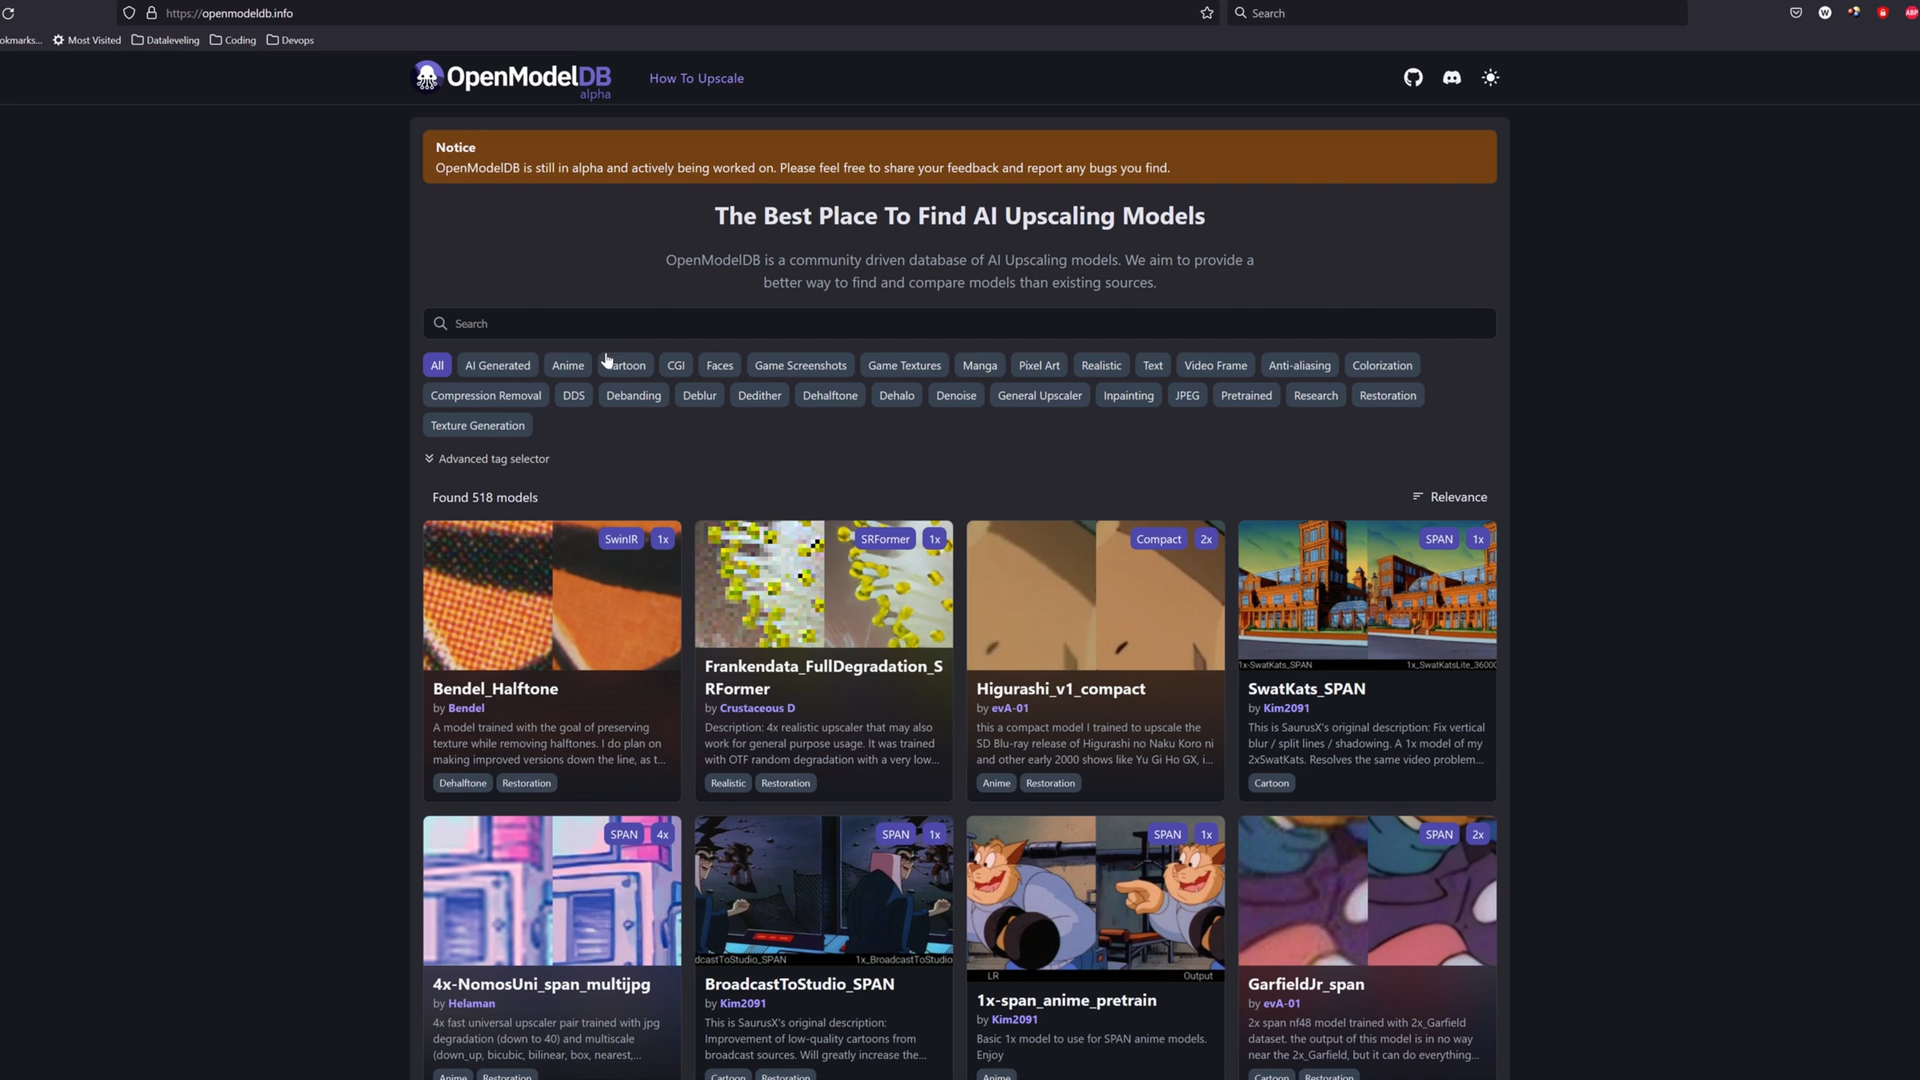 https://openmodeldb.info
Search
okmarks...
Most Visited
Dataleveling
Coding
Devops
OpenModelDB
alpha
How To Upscale
Notice
OpenModelDB is still in alpha and actively being worked on. Please feel free to share your feedback and report any bugs you find.
The Best Place To Find AI Upscaling Models
OpenModelDB is a community driven database of AI Upscaling models. We aim to provide a
better way to find and compare models than existing sources.
Search
All AI Generated Anime Cartoon CGI Faces Game Screenshots Game Textures Manga Pixel Art Realistic Text Video Frame Anti-aliasing Colorization
Compression Removal DDS Debanding Deblur Dedither Dehalftone Dehalo Denoise General Upscaler Inpainting JPEG Pretrained Research Restoration
Texture Generation
Advanced tag selector
Found 518 models
Relevance
SwinIR 1x
Bendel_Halftone
by Bendel
A model trained with the goal of preserving
texture while removing halftones. I do plan on
making improved versions down the line, as t...
Dehalftone Restoration
SRFormer 1x
Frankendata_FullDegradation_S
RFormer
by Crustaceous D
Description: 4x realistic upscaler that may also
work for general purpose usage. It was trained
with OTF random degradation with a very low...
Realistic Restoration
Compact 2x
Higurashi_v1_compact
by evA-01
this a compact model I trained to upscale the
SD Blu-ray release of Higurashi no Naku Koro ni
and other early 2000 shows like Yu Gi Ho GX, i...
Anime Restoration
SPAN 1x
1x-SwatKats_SPAN 1x_SwatKatsLite_36000
SwatKats_SPAN
by Kim2091
This is SaurusX's original description: Fix vertical
blur / split lines / shadowing. A 1x model of my
2xSwatKats. Resolves the same video problem...
Cartoon
SPAN 4x
4x-NomosUni_span_multijpg
by Helaman
4x fast universal upscaler pair trained with jpg
degradation (down to 40) and multiscale
(down_up, bicubic, bilinear, box, nearest,...
Anime Restoration
SPAN 1x
dcastToStudio_SPAN 1x_BroadcastToStudio
BroadcastToStudio_SPAN
by Kim2091
This is SaurusX's original description:
Improvement of low-quality cartoons from
broadcast sources. Will greatly increase the...
Cartoon Restoration
SPAN 1x
LR Output
1x-span_anime_pretrain
by Kim2091
Basic 1x model to use for SPAN anime models.
Enjoy
Anime
SPAN 2x
GarfieldJr_span
by evA-01
2x span nf48 model trained with 2x_Garfield
dataset. the output of this model is in no way
near the 2x_Garfield, but it can do everything...
Cartoon Restoration